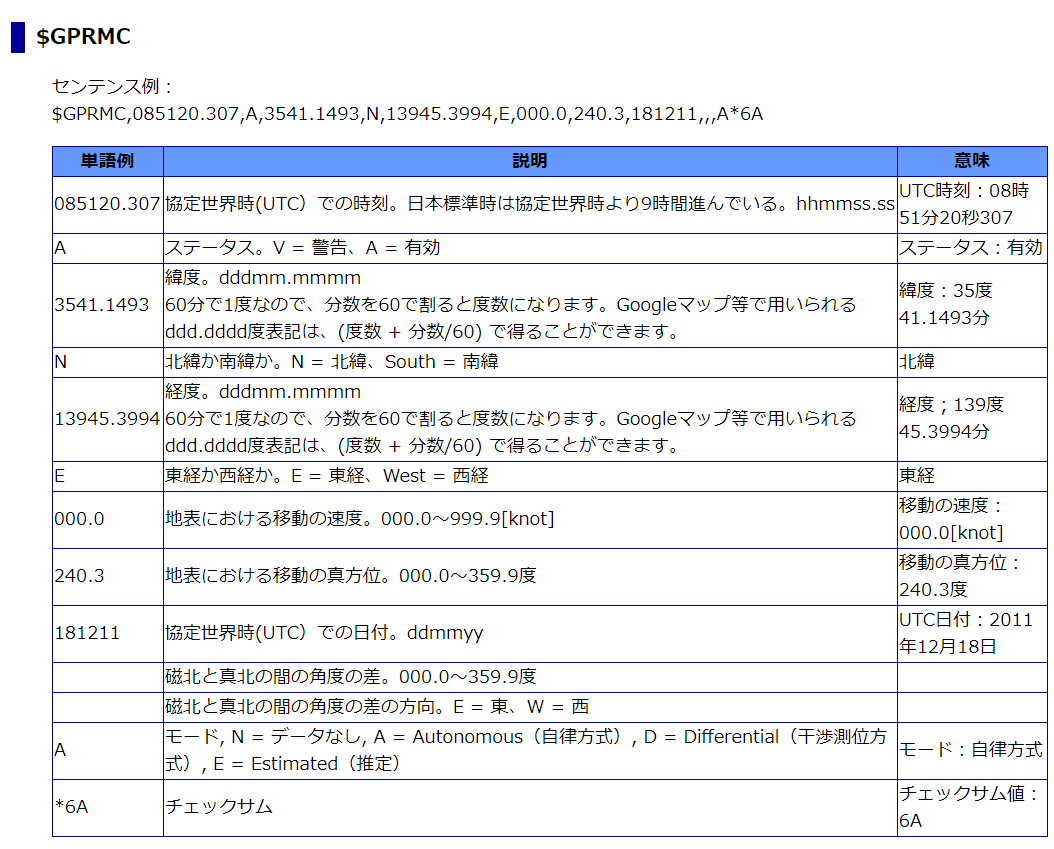 $GPRMC
センテンス例：
$GPRMC,085120.307,A,3541.1493,N,13945.3994,E,000.0,240.3,181211,,,A*6A
単語例 説明 意味
085120.307 協定世界時(UTC）での時刻。日本標準時は協定世界時より9時間進んでいる。hhmmss.ss UTC時刻：08時
51分20秒307
A ステータス。V = 警告、A = 有効 ステータス：有効
3541.1493 緯度。dddmm.mmmm
60分で1度なので、分数を60で割ると度数になります。Googleマップ等で用いられる
ddd.dddd度表記は、(度数 + 分数/60) で得ることができます。
緯度：35度
41.1493分
N 北緯か南緯か。N = 北緯、South = 南緯 北緯
13945.3994 経度。dddmm.mmmm
60分で1度なので、分数を60で割ると度数になります。Googleマップ等で用いられる
ddd.dddd度表記は、(度数 + 分数/60) で得ることができます。
経度；139度
45.3994分
E 東経か西経か。E = 東経、West = 西経 東経
000.0 地表における移動の速度。000.0～999.9[knot] 移動の速度：
000.0[knot]
240.3 地表における移動の真方位。000.0～359.9度 移動の真方位：
240.3度
181211 協定世界時(UTC）での日付。ddmmyy UTC日付：2011
年12月18日
磁北と真北の間の角度の差。000.0～359.9度
磁北と真北の間の角度の差の方向。E = 東、W = 西
A モード, N = データなし, A = Autonomous（自律方式）, D = Differential（干渉測位方
式）, E = Estimated（推定）
モード：自律方式
*6A チェックサム チェックサム値：
6A